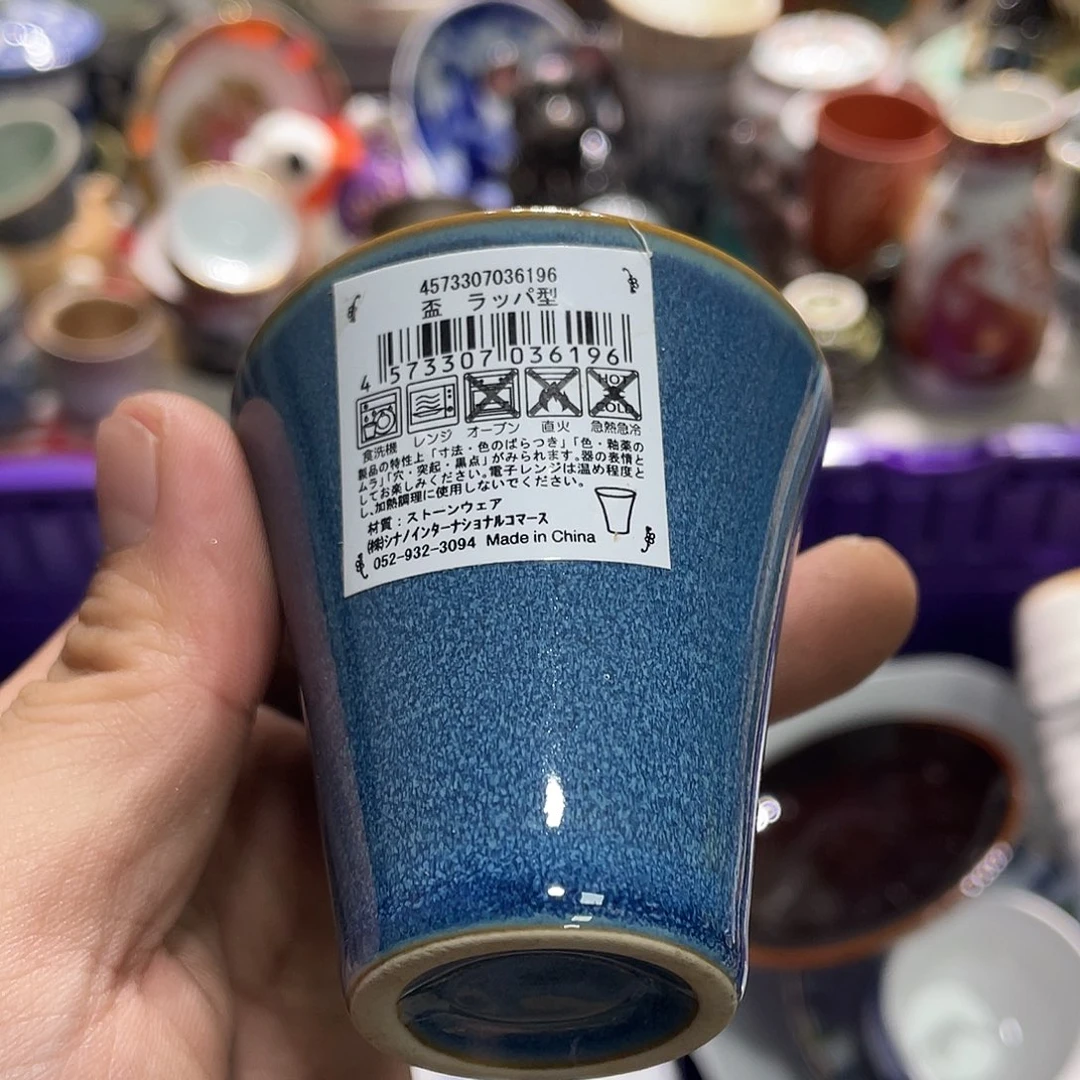 4573307036196
盃 ラッパ型
4 573307 036196
食洗機 レンジ オーブン 直火 急熱急冷
製品の特性上「寸法・色のばらつき」「色・釉薬の
ムラ」「穴・突起・黒点」がみられます。器の表情と
してお楽しみください。電子レンジは温め程度と
し、加熱調理に使用しないでください。
材質：ストーンウェア
㈱シナノインターナショナルコマース
052-932-3094 Made in China